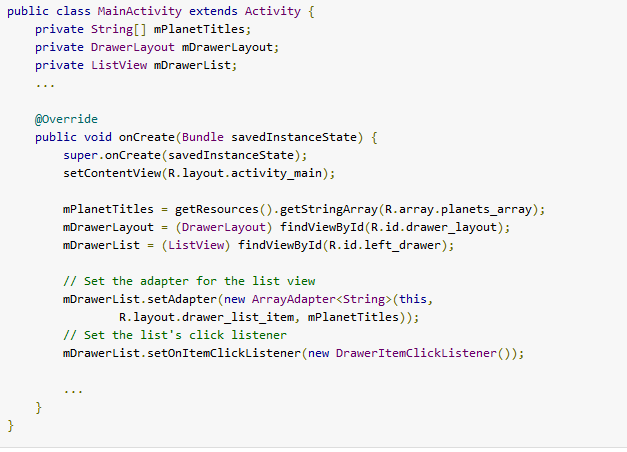 public class MainActivity extends Activity {
    private String[] mPlanetTitles;
    private DrawerLayout mDrawerLayout;
    private ListView mDrawerList;
    ...

    @Override
    public void onCreate(Bundle savedInstanceState) {
        super.onCreate(savedInstanceState);
        setContentView(R.layout.activity_main);

        mPlanetTitles = getResources().getStringArray(R.array.planets_array);
        mDrawerLayout = (DrawerLayout) findViewById(R.id.drawer_layout);
        mDrawerList = (ListView) findViewById(R.id.left_drawer);

        // Set the adapter for the list view
        mDrawerList.setAdapter(new ArrayAdapter<String>(this,
                R.layout.drawer_list_item, mPlanetTitles));
        // Set the list's click listener
        mDrawerList.setOnItemClickListener(new DrawerItemClickListener());

        ...
    }
}